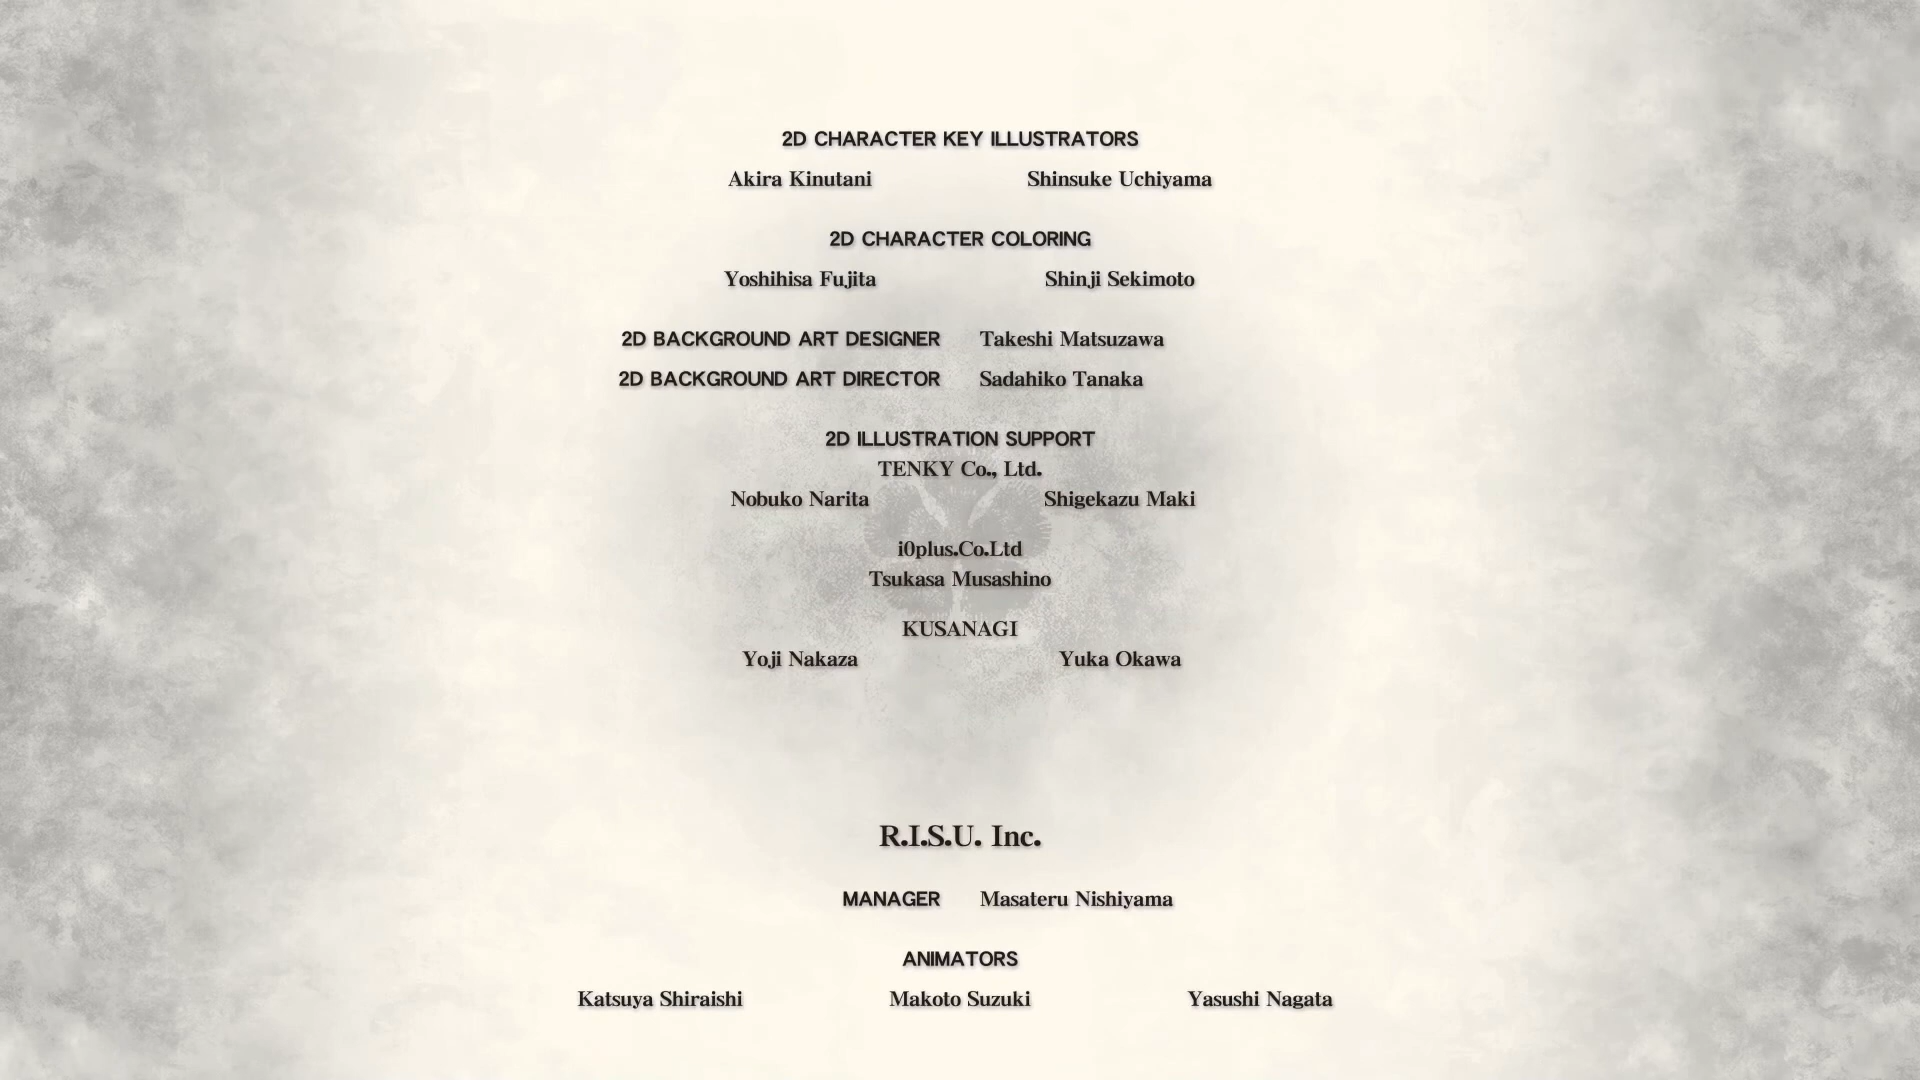 2D CHARACTER KEY ILLUSTRATORS
Akira Kinutani Shinsuke Uchiyama
2D CHARACTER COLORING
Yoshihisa Fujita Shinji Sekimoto
2D BACKGROUND ART DESIGNER Takeshi Matsuzawa
2D BACKGROUND ART DIRECTOR Sadahiko Tanaka
2D ILLUSTRATION SUPPORT
TENKY Co., Ltd.
Nobuko Narita Shigekazu Maki
i0plus.Co.Ltd
Tsukasa Musashino
KUSANAGI
Yoji Nakaza Yuka Okawa
R.I.S.U. Inc.
MANAGER Masateru Nishiyama
ANIMATORS
Katsuya Shiraishi Makoto Suzuki Yasushi Nagata